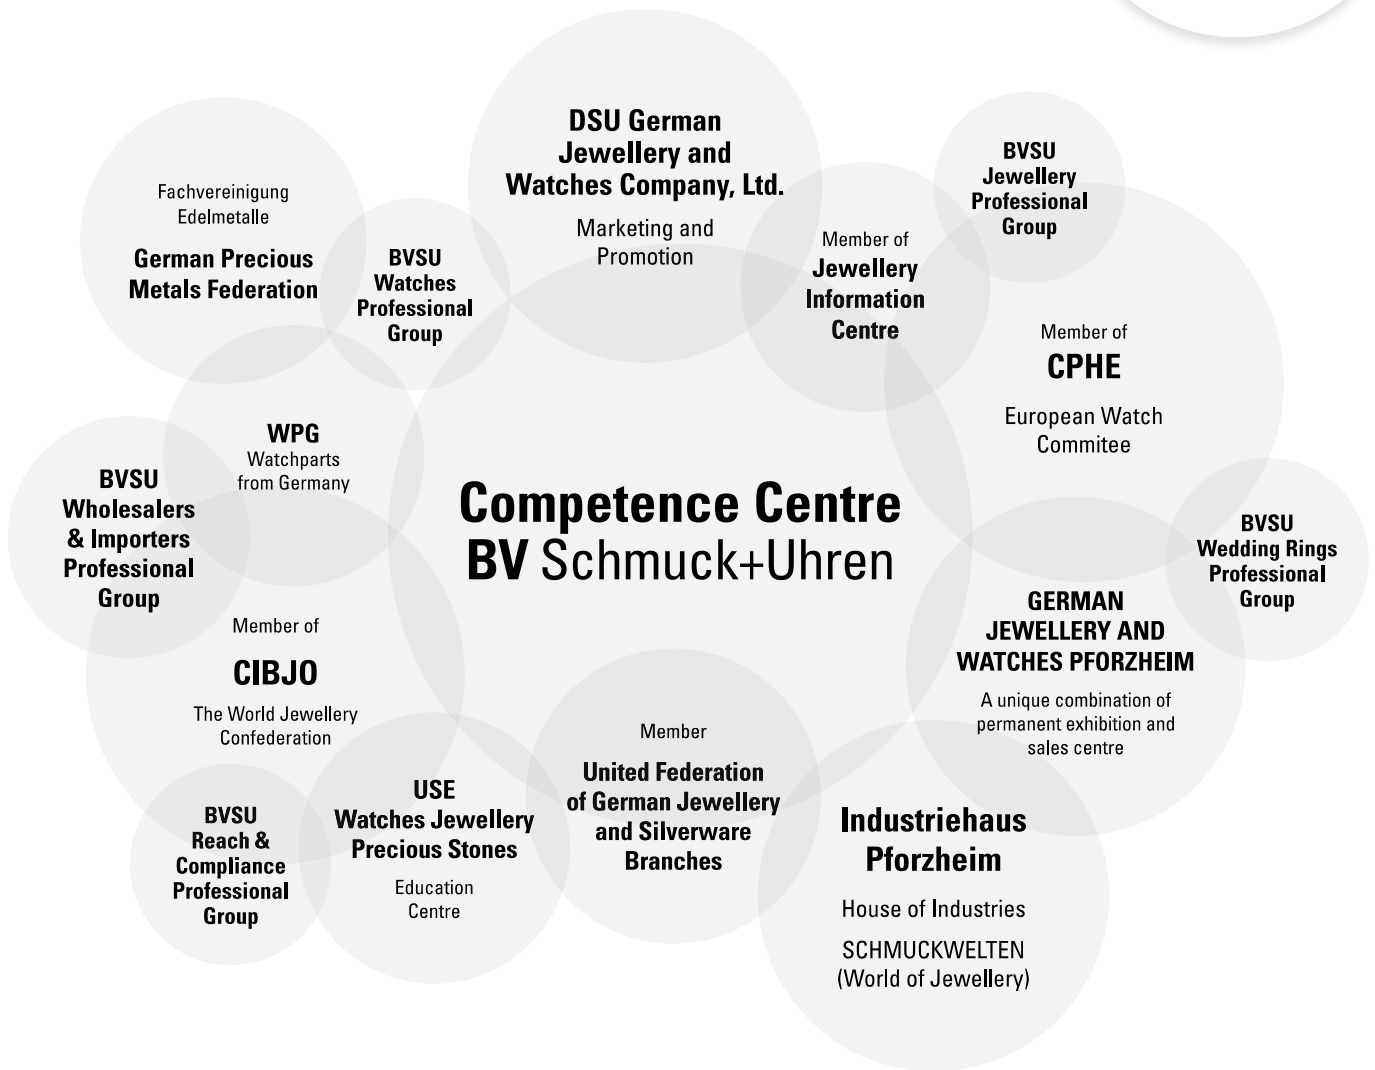 DSU German
Jewellery and
Watches Company, Ltd.
Marketing and
Promotion
BVSU
Jewellery
Professional
Group
Fachvereinigung
Edelmetalle
German Precious
Metals Federation
BVSU
Watches
Professional
Group
Member of
Jewellery
Information
Centre
Member of
CPHE
European Watch
Commitee
WPG
Watchparts
from Germany
BVSU
Wholesalers
& Importers
Professional
Group
Competence Centre
BV Schmuck+Uhren
BVSU
Wedding Rings
Professional
Group
GERMAN
JEWELLERY AND
WATCHES PFORZHEIM
A unique combination of
permanent exhibition and
sales centre
Member of
CIBJO
The World Jewellery
Confederation
Member
United Federation
of German Jewellery
and Silverware
Branches
BVSU
Reach &
Compliance
Professional
Group
USE
Watches Jewellery
Precious Stones
Education
Centre
Industriehaus
Pforzheim
House of Industries
SCHMUCKWELTEN
(World of Jewellery)